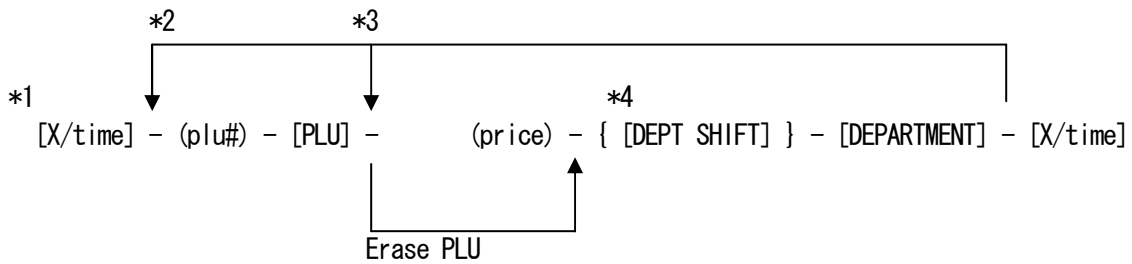 *2 *3
*1 *4
[X/time] - (plu#) - [PLU] - (price) - { [DEPT SHIFT] } - [DEPARTMENT] - [X/time]
Erase PLU